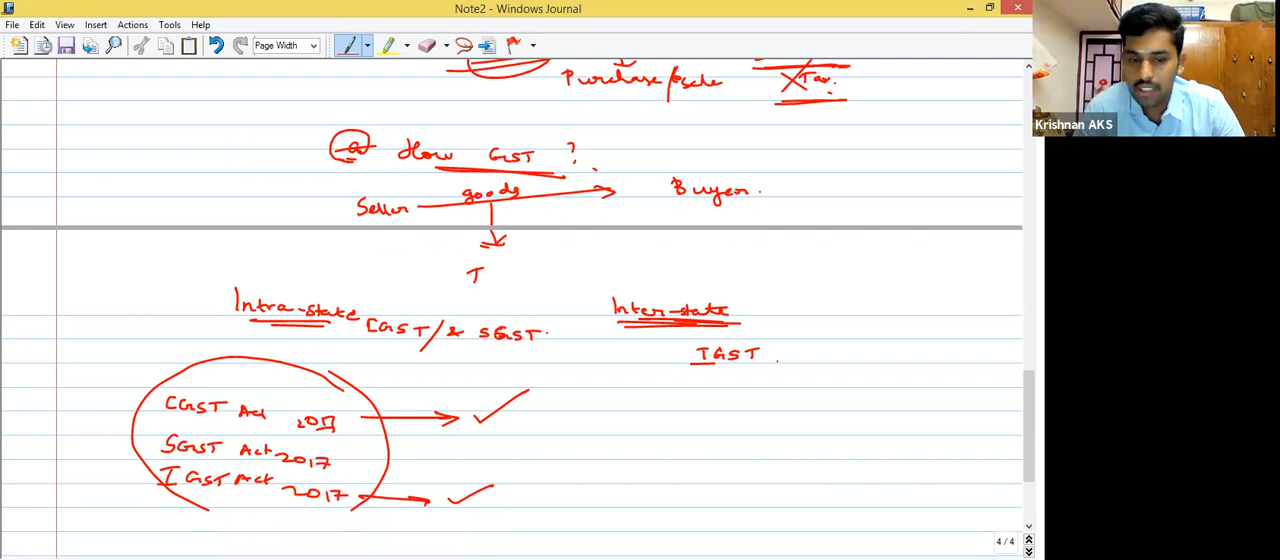 Note2 - Windows Journal
File Edit View Insert Actions Tools Help
Page Width
Krishnan AKS
Purchase/
X Tax.
How GST ?
goods
Seller
Buyer.
T
Intra-state
Inter-state
CGST/& SGST.
IGST.
CGST Act 2017
SGST Act 2017
IGST Act 2017
4 / 4